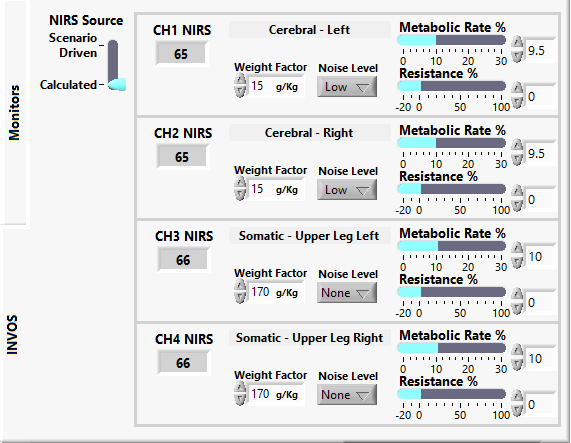 NIRS Source
Scenario
Driven
Calculated
Monitors
INVOS
CH1 NIRS
65
Cerebral - Left
Weight Factor
15 g/Kg
Noise Level
Low
Metabolic Rate %
0 10 20 30
9.5
Resistance %
-20 0 50 100
0
CH2 NIRS
65
Cerebral - Right
Weight Factor
15 g/Kg
Noise Level
Low
Metabolic Rate %
0 10 20 30
9.5
Resistance %
-20 0 50 100
0
CH3 NIRS
66
Somatic - Upper Leg Left
Weight Factor
170 g/Kg
Noise Level
None
Metabolic Rate %
0 10 20 30
10
Resistance %
-20 0 50 100
0
CH4 NIRS
66
Somatic - Upper Leg Right
Weight Factor
170 g/Kg
Noise Level
None
Metabolic Rate %
0 10 20 30
10
Resistance %
-20 0 50 100
0